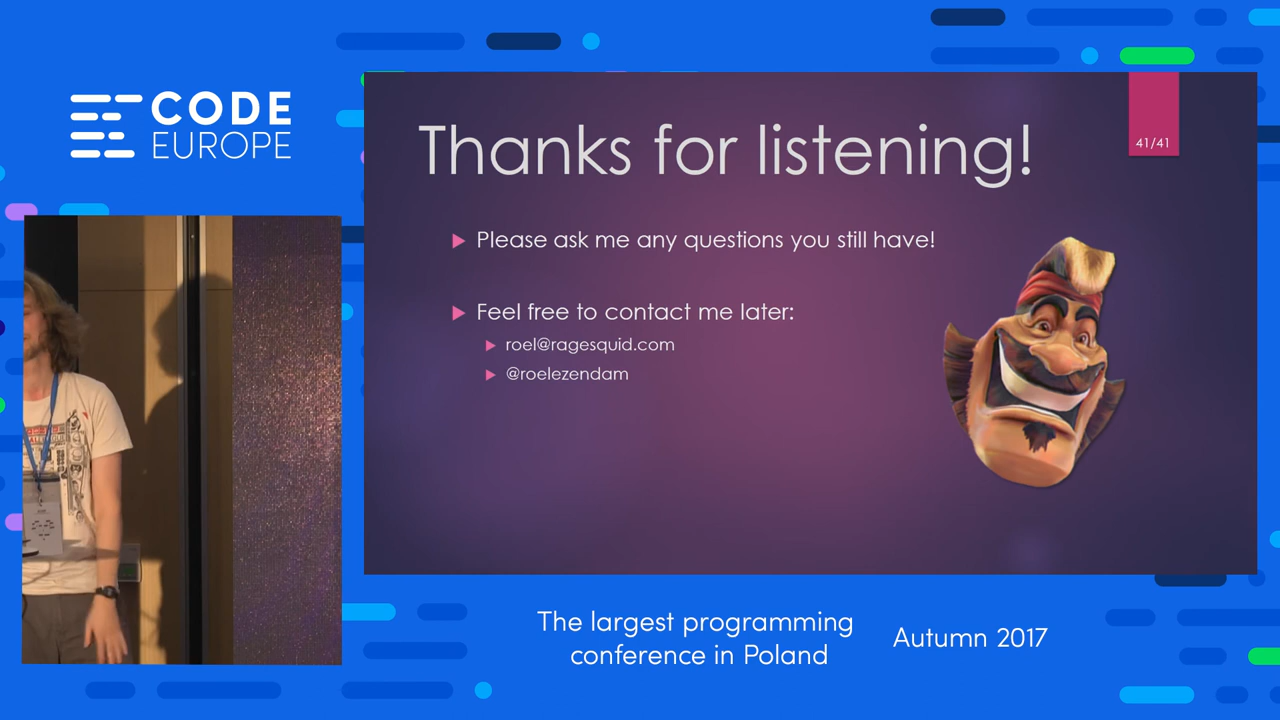 CODE
EUROPE
Thanks for listening!
41/41
Please ask me any questions you still have!
Feel free to contact me later:
roel@ragesquid.com
@roelezendam
The largest programming
conference in Poland
Autumn 2017